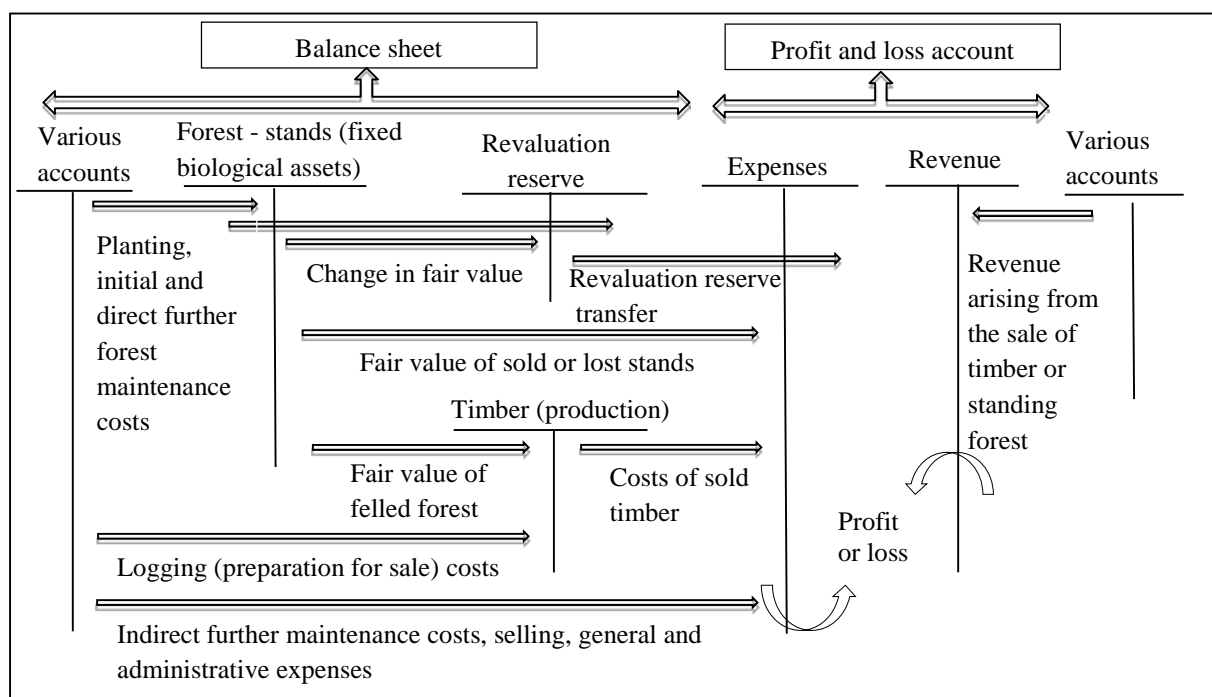 Balance sheet
Profit and loss account
Various
accounts
Forest - stands (fixed
biological assets)
Revaluation
reserve
Expenses
Revenue
Various
accounts
Planting,
initial and
direct further
forest
maintenance
costs
Change in fair value
Revaluation reserve
transfer
Revenue
arising from
the sale of
timber or
standing
forest
Fair value of sold or lost stands
Timber (production)
Fair value of
felled forest
Costs of sold
timber
Profit
or loss
Logging (preparation for sale) costs
Indirect further maintenance costs, selling, general and
administrative expenses